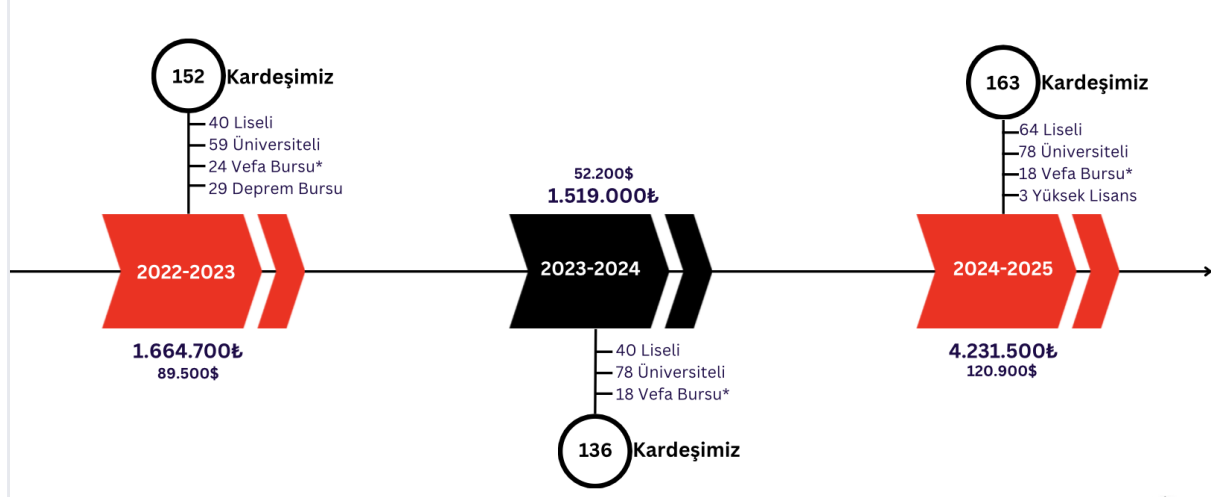 152 Kardeşimiz
40 Liseli
59 Üniversiteli
24 Vefa Bursu*
29 Deprem Bursu
2022-2023
1.664.700₺
89.500$
52.200$
1.519.000₺
2023-2024
40 Liseli
78 Üniversiteli
18 Vefa Bursu*
136 Kardeşimiz
163 Kardeşimiz
64 Liseli
78 Üniversiteli
18 Vefa Bursu*
3 Yüksek Lisans
2024-2025
4.231.500₺
120.900$